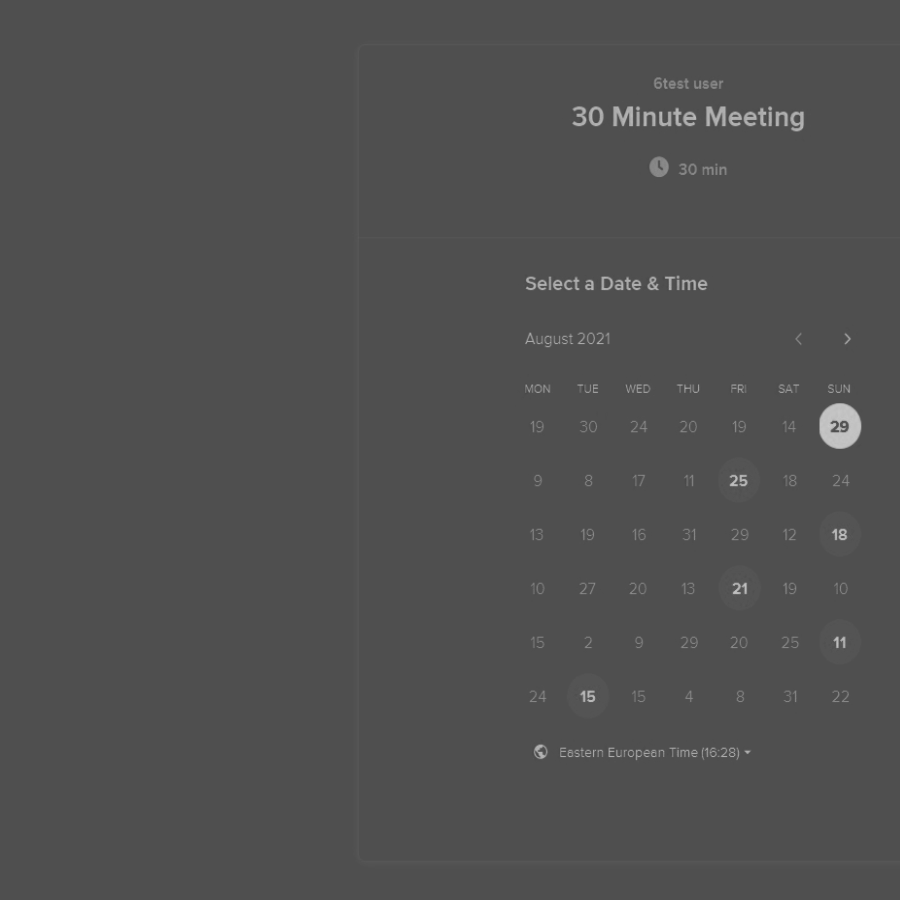 6test user
30 Minute Meeting
30 min
Select a Date & Time
August 2021
MON TUE WED THU FRI SAT SUN
19 30 24 20 19 14 29
9 8 17 11 25 18 24
13 19 16 31 29 12 18
10 27 20 13 21 19 10
15 2 9 29 20 25 11
24 15 15 4 8 31 22
Eastern European Time (16:28)